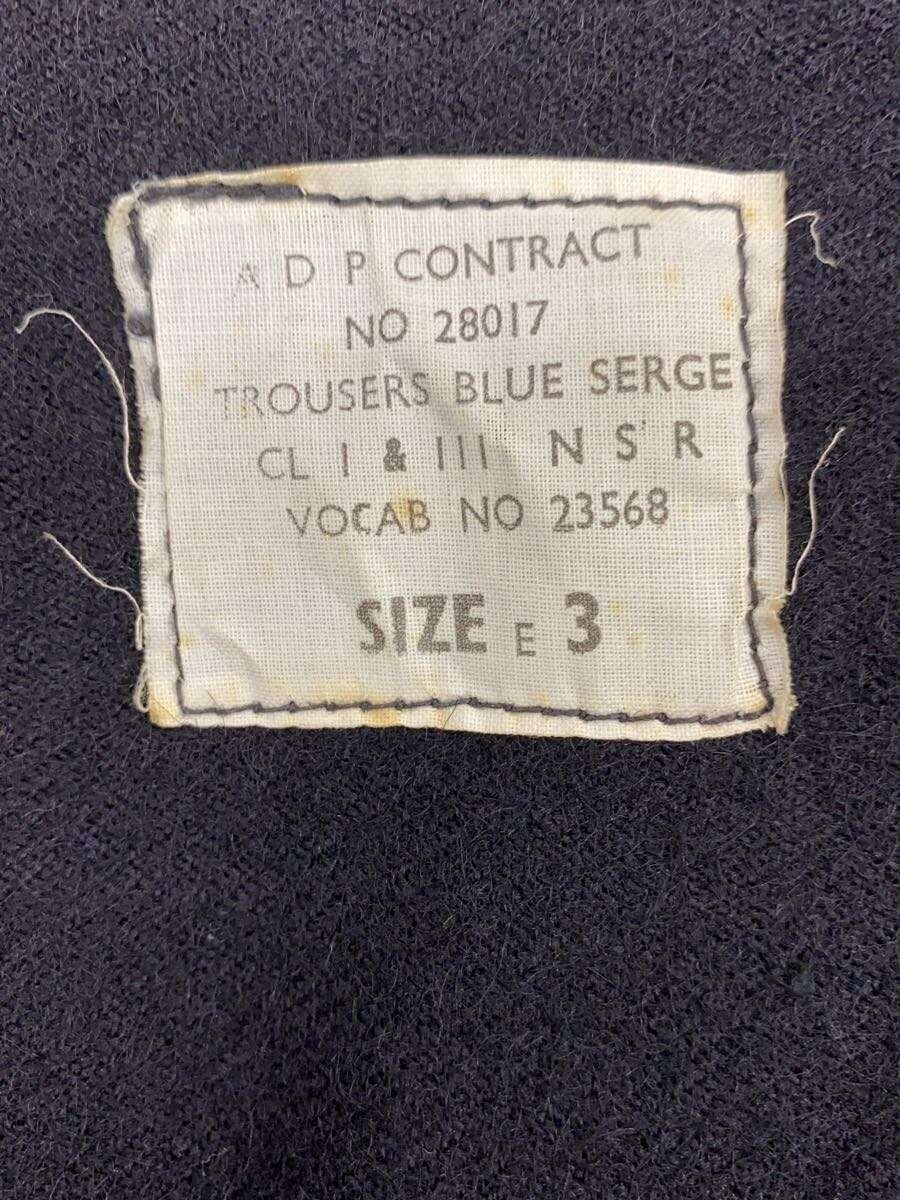 A D P CONTRACT
NO 28017
TROUSERS BLUE SERGE
CL I & III N S R
VOCAB NO 23568
SIZE E 3